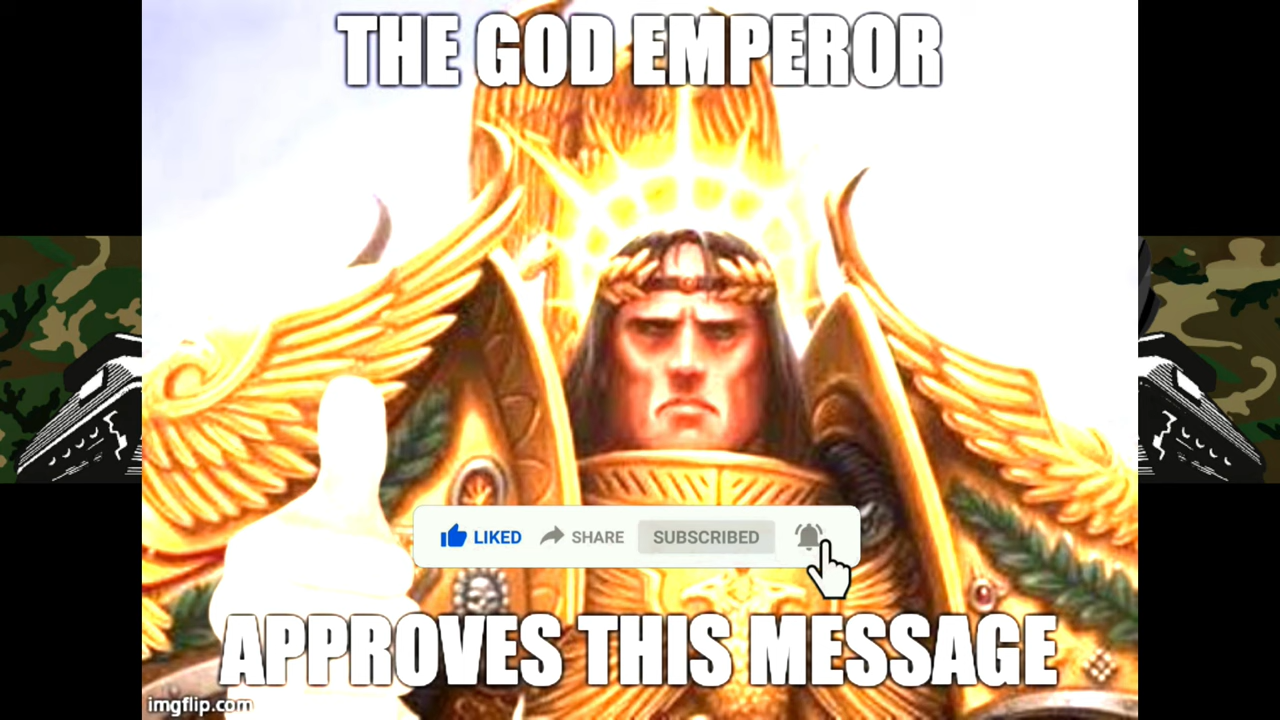 THE GOD EMPEROR
LIKED SHARE SUBSCRIBED
APPROVES THIS MESSAGE
imgflip.com